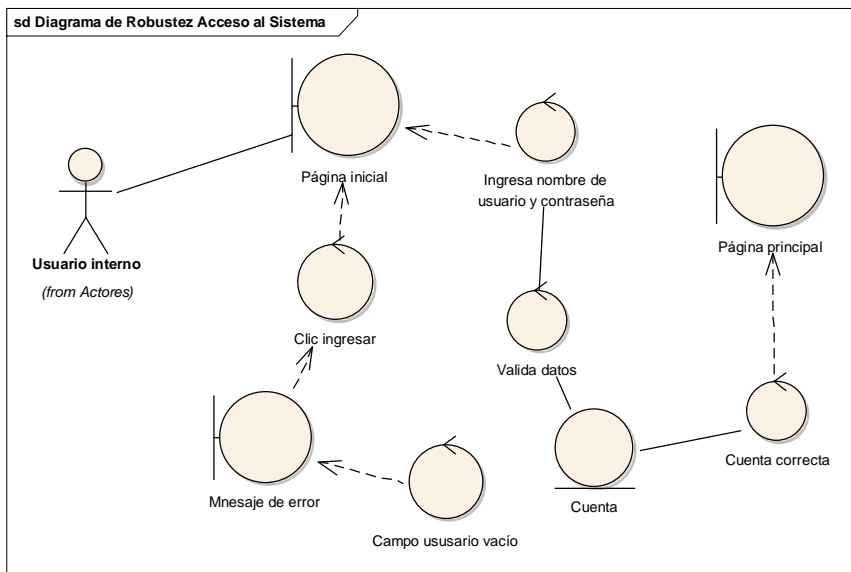 sd Diagrama de Robustez Acceso al Sistema
Página inicial
Ingresa nombre de
usuario y contraseña
Página principal
Usuario interno
(from Actores)
Clic ingresar
Valida datos
Mnesaje de error
Cuenta correcta
Cuenta
Campo ususario vacío